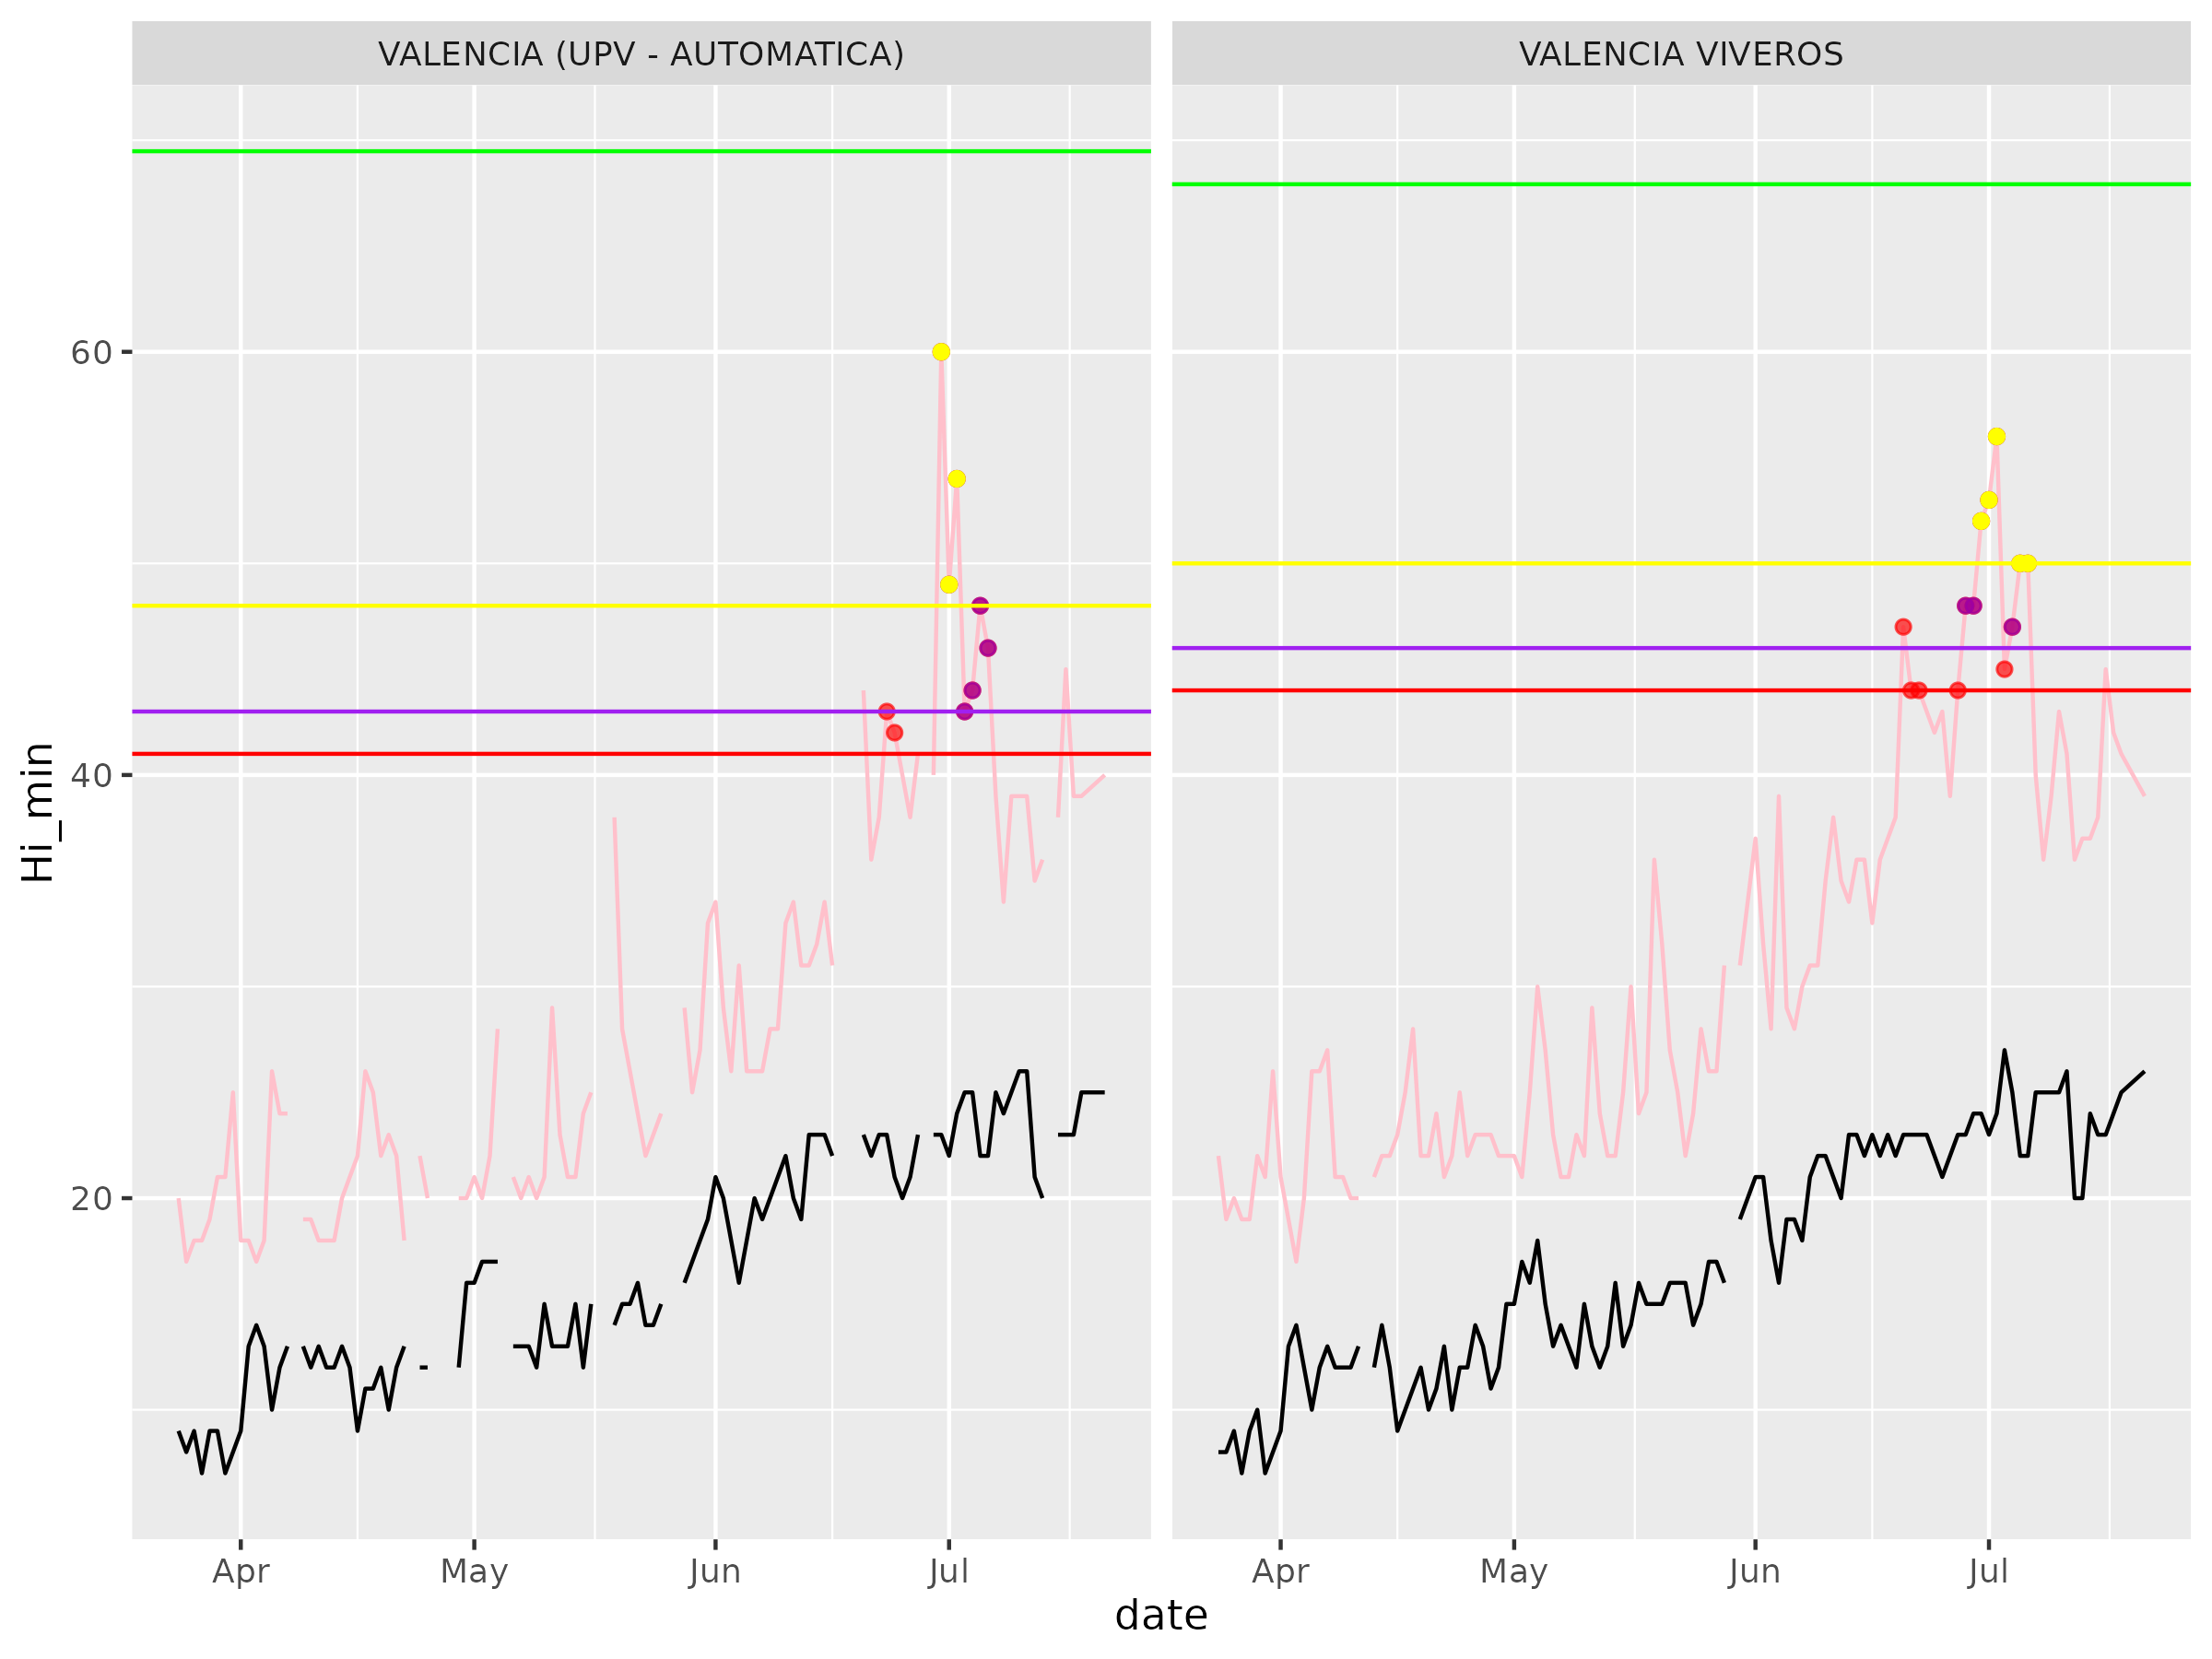 VALENCIA (UPV - AUTOMATICA)
VALENCIA VIVEROS
Hi_min
60
40
20
Apr
May
Jun
Jul
Apr
May
Jun
Jul
date